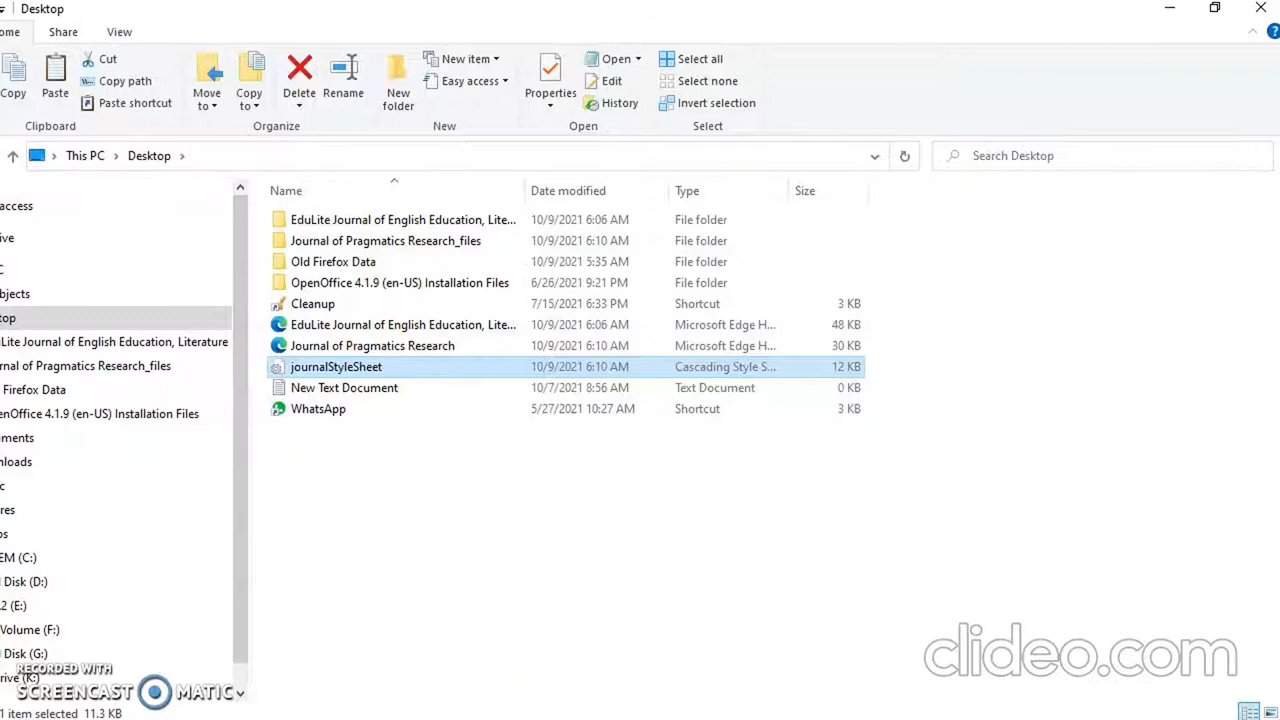 Desktop
ome Share View
Copy Paste Cut Copy path Paste shortcut Move to Copy to Delete Rename New folder New item Easy access Properties Open Edit History Select all Select none Invert selection
Clipboard Organize New Open Select
This PC Desktop Search Desktop
Name Date modified Type Size
access
ive
C
bjects
top
Lite Journal of English Education, Literature
rnal of Pragmatics Research_files
Firefox Data
enOffice 4.1.9 (en-US) Installation Files
ments
nloads
c
res
os
EM (C:)
l Disk (D:)
.2 (E:)
Volume (F:)
l Disk (G:)
rive (K:)
EduLite Journal of English Education, Lite... 10/9/2021 6:06 AM File folder
Journal of Pragmatics Research_files 10/9/2021 6:10 AM File folder
Old Firefox Data 10/9/2021 5:35 AM File folder
OpenOffice 4.1.9 (en-US) Installation Files 6/26/2021 9:21 PM File folder
Cleanup 7/15/2021 6:33 PM Shortcut 3 KB
EduLite Journal of English Education, Lite... 10/9/2021 6:06 AM Microsoft Edge H... 48 KB
Journal of Pragmatics Research 10/9/2021 6:10 AM Microsoft Edge H... 30 KB
journalStyleSheet 10/9/2021 6:10 AM Cascading Style S... 12 KB
New Text Document 10/7/2021 8:56 AM Text Document 0 KB
WhatsApp 5/27/2021 10:27 AM Shortcut 3 KB
RECORDED WITH
SCREENCAST MATIC
clideo.com
1 item selected 11.3 KB